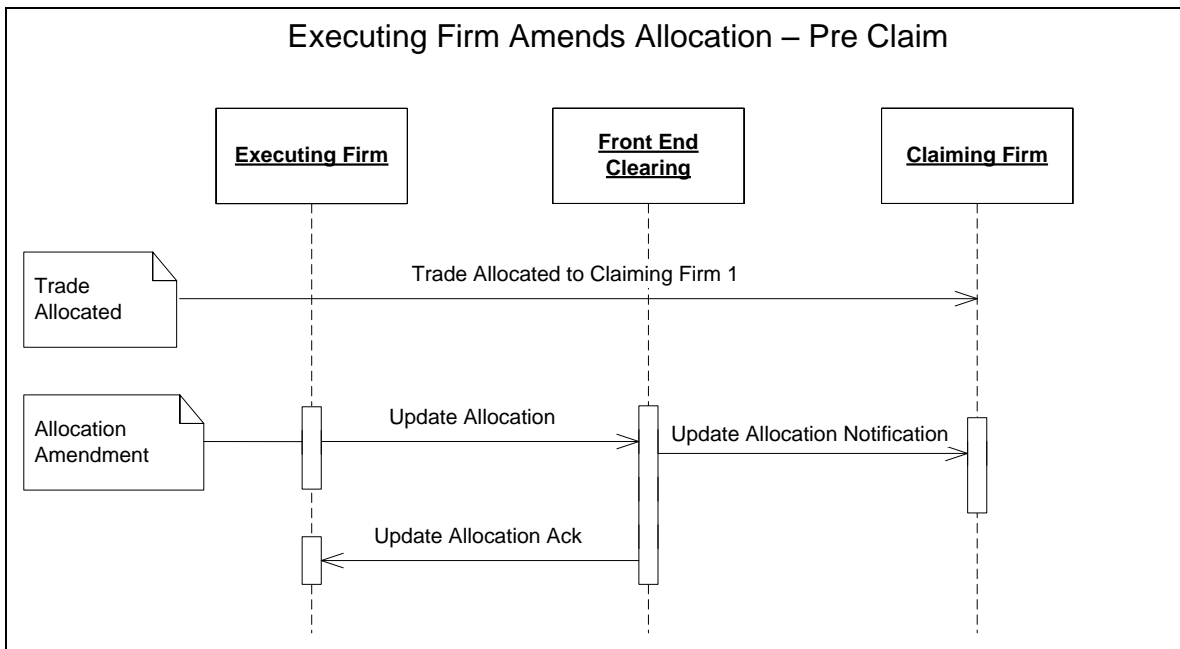 Executing Firm Amends Allocation – Pre Claim
Executing Firm
Front End
Clearing
Claiming Firm
Trade
Allocated
Trade Allocated to Claiming Firm 1
Allocation
Amendment
Update Allocation
Update Allocation Notification
Update Allocation Ack